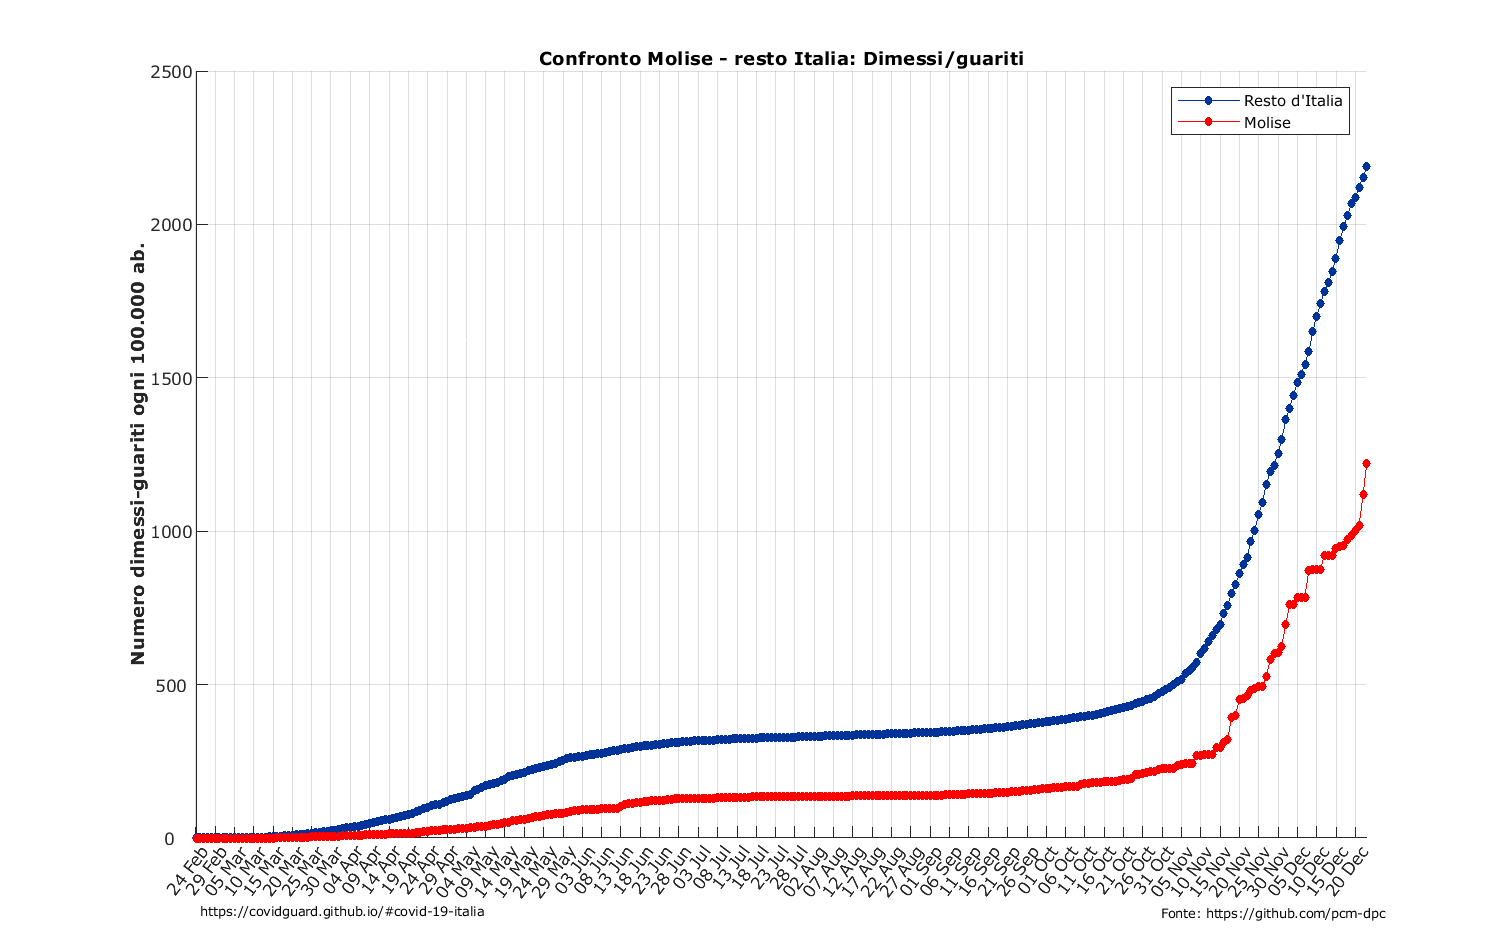 Confronto Molise - resto Italia: Dimessi/guariti
Resto d'Italia
Molise
Numero dimessi-guariti ogni 100.000 ab.
2500
2000
1500
1000
500
0
24 Feb
29 Feb
05 Mar
10 Mar
15 Mar
20 Mar
25 Mar
30 Mar
04 Apr
09 Apr
14 Apr
19 Apr
24 Apr
29 Apr
04 May
09 May
14 May
19 May
24 May
29 May
03 Jun
08 Jun
13 Jun
18 Jun
23 Jun
28 Jun
03 Jul
08 Jul
13 Jul
18 Jul
23 Jul
28 Jul
02 Aug
07 Aug
12 Aug
17 Aug
22 Aug
27 Aug
01 Sep
06 Sep
11 Sep
16 Sep
21 Sep
26 Sep
01 Oct
06 Oct
11 Oct
16 Oct
21 Oct
26 Oct
31 Oct
05 Nov
10 Nov
15 Nov
20 Nov
25 Nov
30 Nov
05 Dec
10 Dec
15 Dec
20 Dec
https://covidguard.github.io/#covid-19-italia
Fonte: https://github.com/pcm-dpc